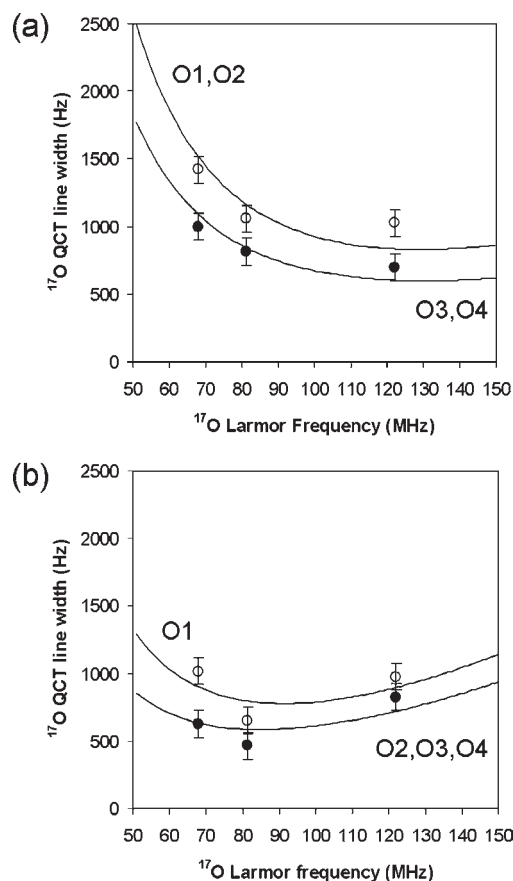 (a)
2500
2000
1500
1000
500
0
¹⁷O QCT line width (Hz)
O1,O2
O3,O4
50 60 70 80 90 100 110 120 130 140 150
¹⁷O Larmor Frequency (MHz)
(b)
2500
2000
1500
1000
500
0
¹⁷O QCT line width (Hz)
O1
O2,O3,O4
50 60 70 80 90 100 110 120 130 140 150
¹⁷O Larmor frequency (MHz)